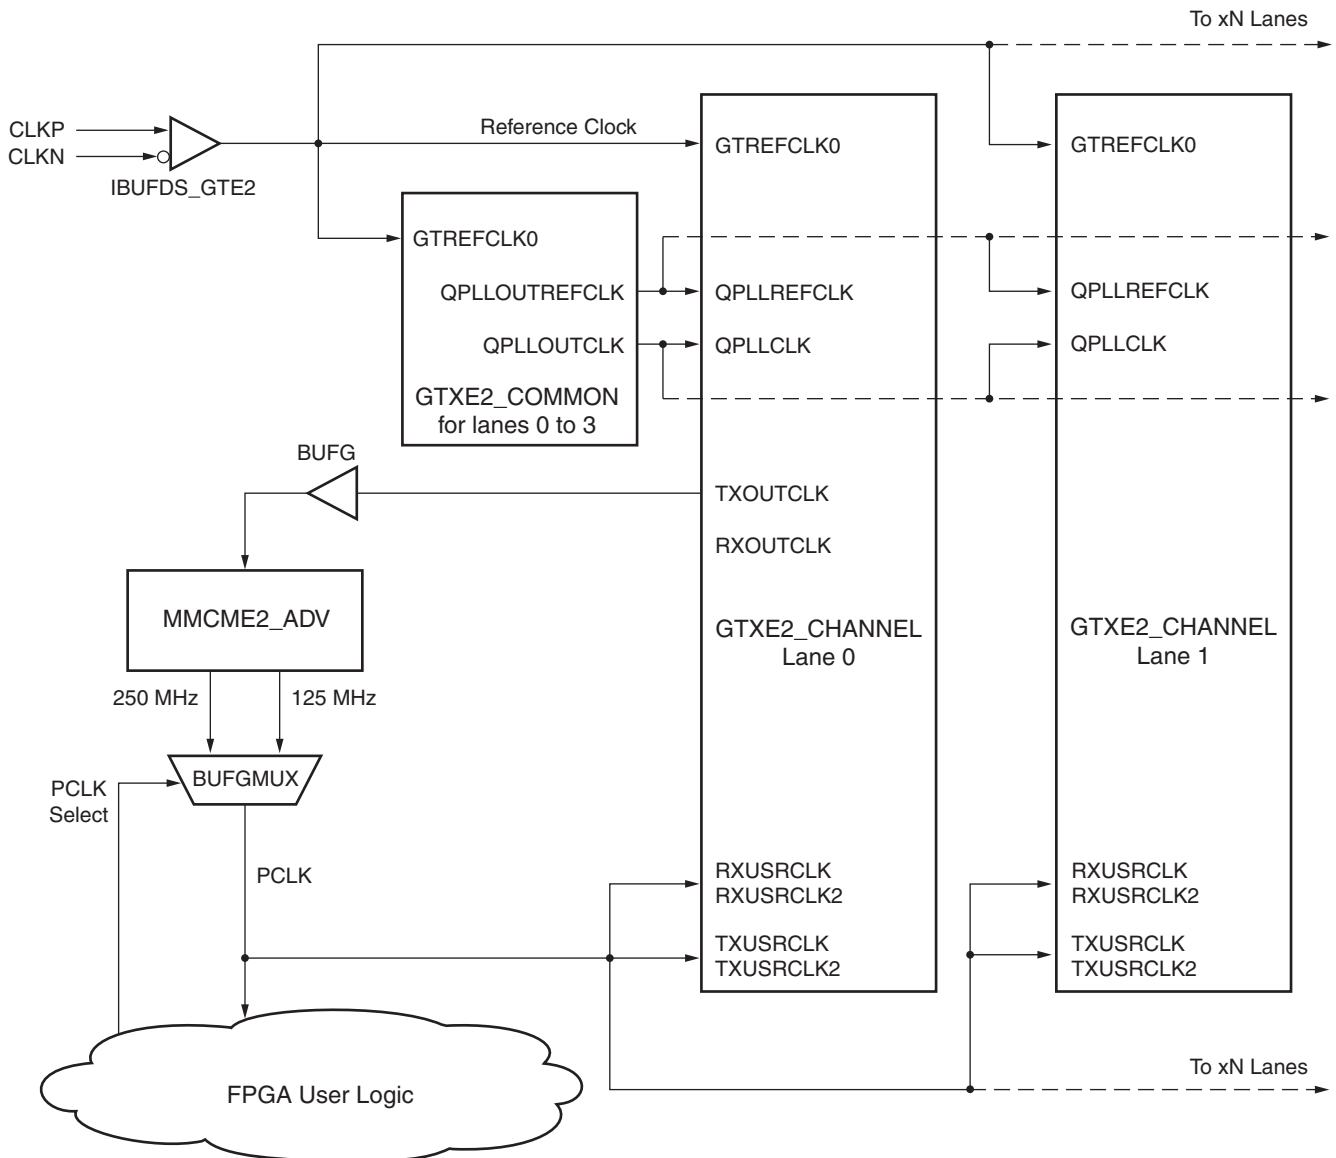 To xN Lanes
CLKP
CLKN
IBUFDS_GTE2
Reference Clock
GTREFCLK0
GTREFCLK0
GTREFCLK0
QPLLOUTREFCLK
QPLLOUTCLK
GTXE2_COMMON
for lanes 0 to 3
QPLLREFCLK
QPLLCLK
QPLLREFCLK
QPLLCLK
BUFG
TXOUTCLK
RXOUTCLK
MMCME2_ADV
GTXE2_CHANNEL
Lane 0
GTXE2_CHANNEL
Lane 1
250 MHz
125 MHz
BUFGMUX
PCLK
Select
PCLK
RXUSRCLK
RXUSRCLK2
TXUSRCLK
TXUSRCLK2
RXUSRCLK
RXUSRCLK2
TXUSRCLK
TXUSRCLK2
To xN Lanes
FPGA User Logic